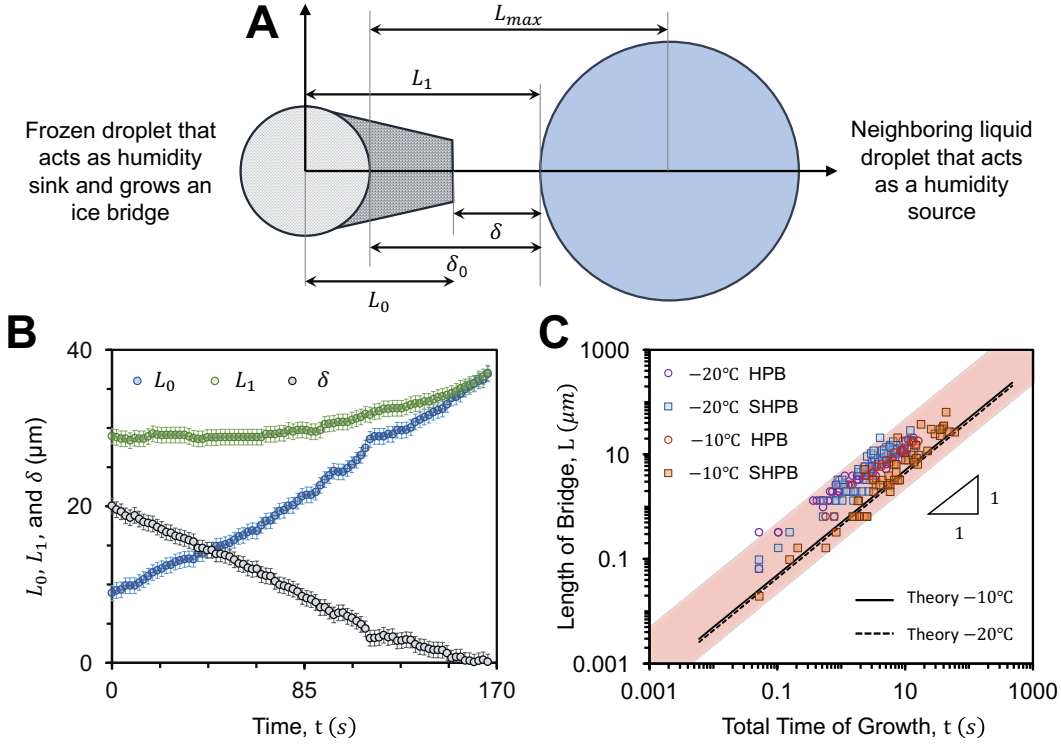 A
L_max
L_1
Frozen droplet that
acts as humidity
sink and grows an
ice bridge
Neighboring liquid
droplet that acts
as a humidity
source
δ
δ_0
L_0
B
40
20
0
L_0, L_1, and δ (μm)
L_0
L_1
δ
0
85
170
Time, t (s)
C
1000
10
0.1
0.001
Length of Bridge, L (μm)
−20℃ HPB
−20℃ SHPB
−10℃ HPB
−10℃ SHPB
1
1
Theory −10℃
Theory −20℃
0.001
0.1
10
1000
Total Time of Growth, t (s)